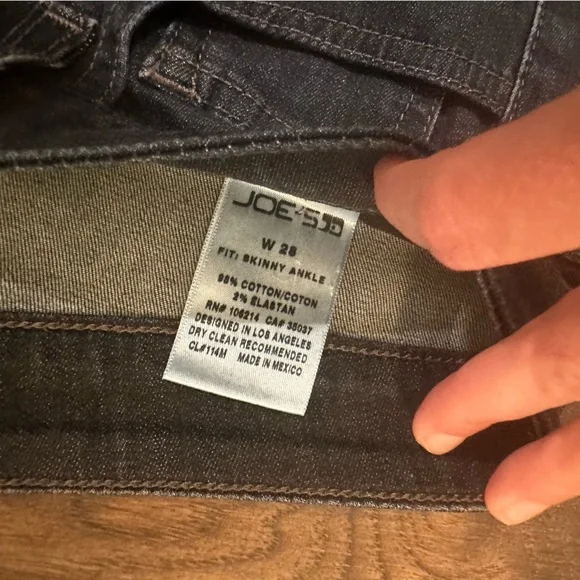 JOE'S
W 28
FIT: SKINNY ANKLE
98% COTTON/COTON
2% ELASTAN
RN# 106214 CA# 35037
DESIGNED IN LOS ANGELES
DRY CLEAN RECOMMENDED
CL#114M MADE IN MEXICO